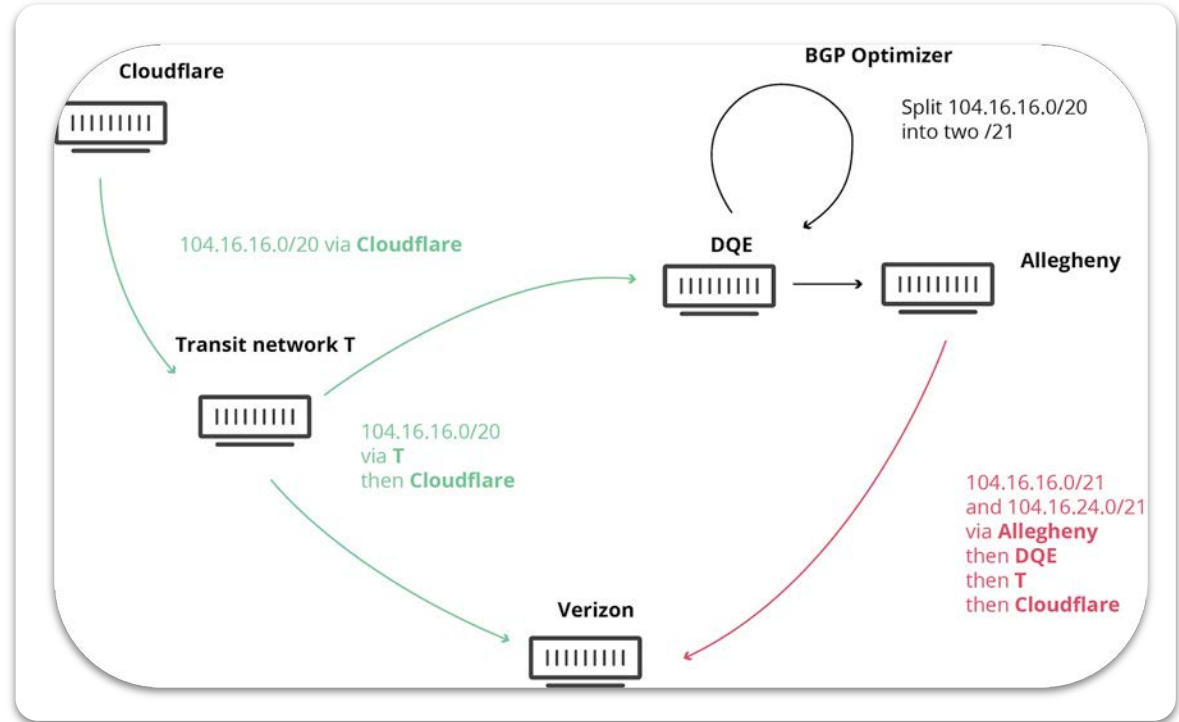 Cloudflare
BGP Optimizer
Split 104.16.16.0/20
into two /21
104.16.16.0/20 via Cloudflare
DQE
Allegheny
Transit network T
104.16.16.0/20
via T
then Cloudflare
104.16.16.0/21
and 104.16.24.0/21
via Allegheny
then DQE
then T
then Cloudflare
Verizon